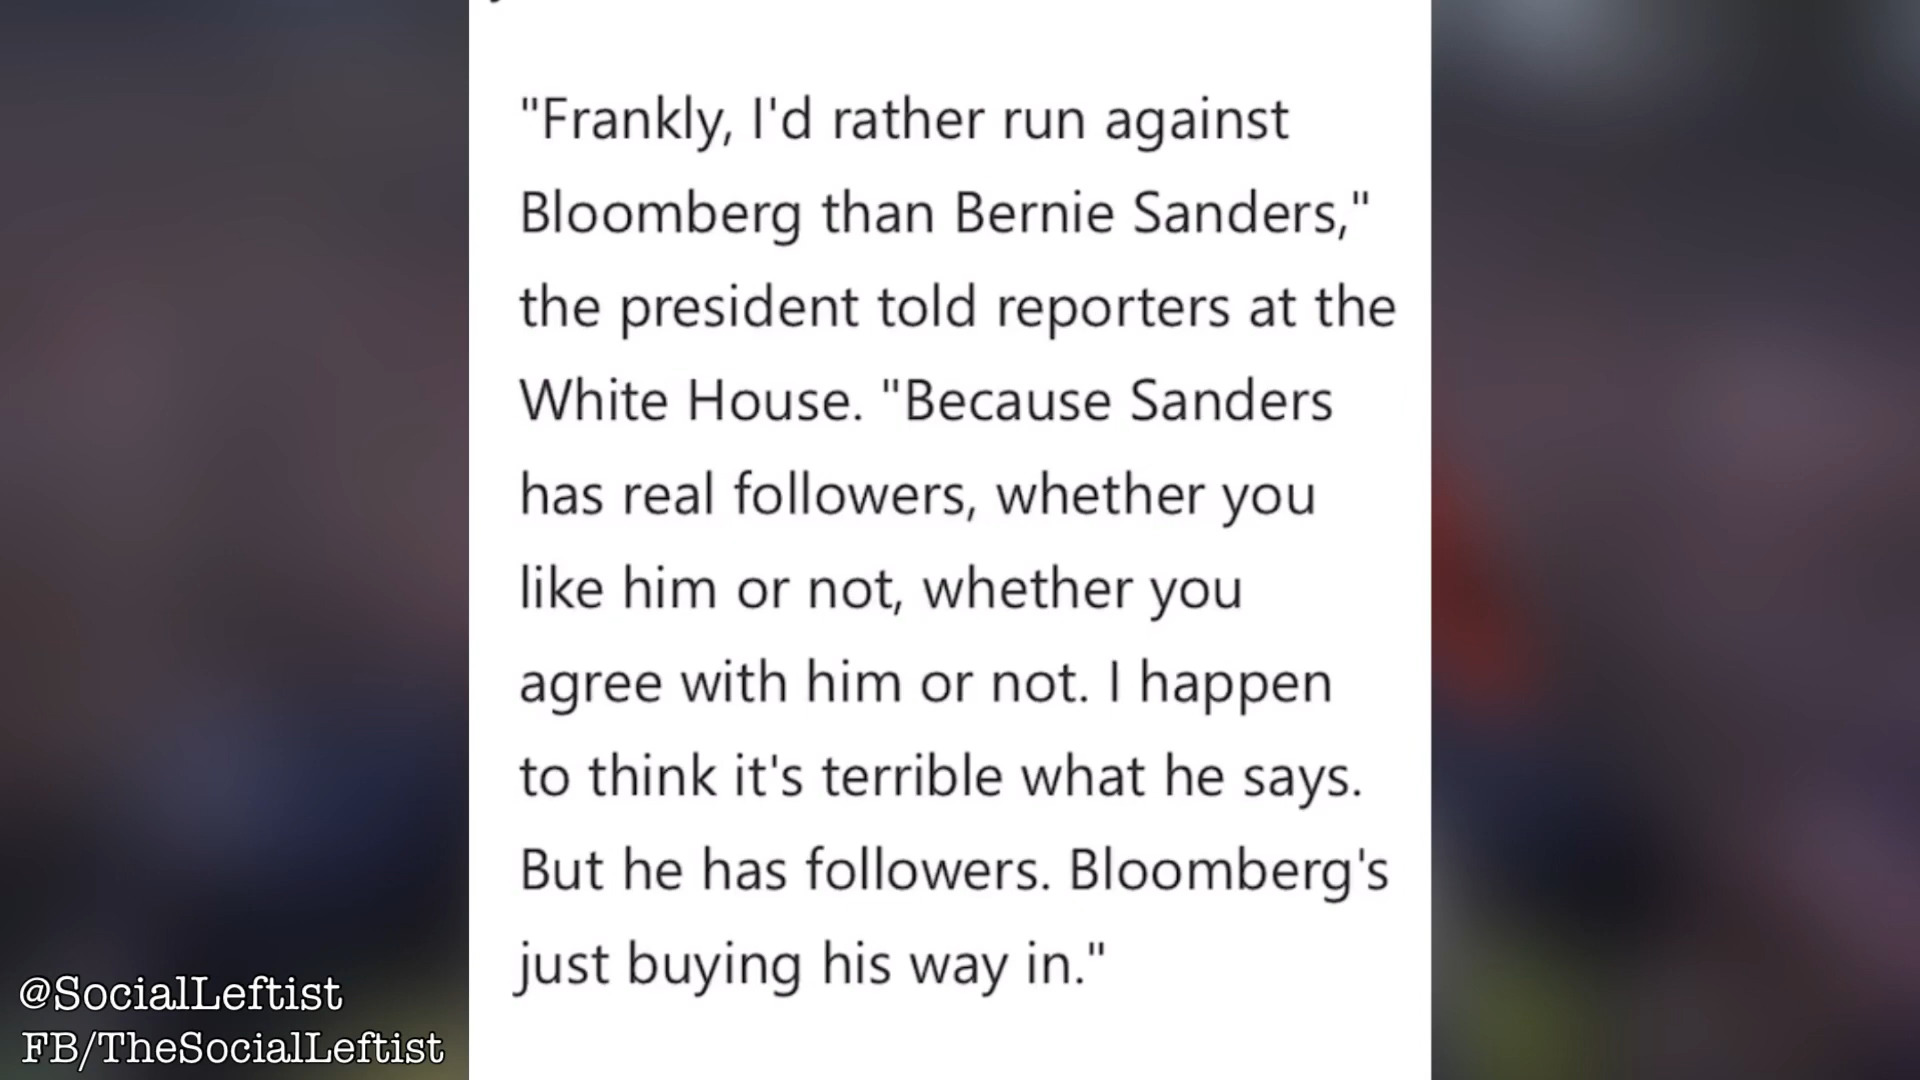 "Frankly, I'd rather run against
Bloomberg than Bernie Sanders,"
the president told reporters at the
White House. "Because Sanders
has real followers, whether you
like him or not, whether you
agree with him or not. I happen
to think it's terrible what he says.
But he has followers. Bloomberg's
just buying his way in."
@SocialLeftist
FB/TheSocialLeftist